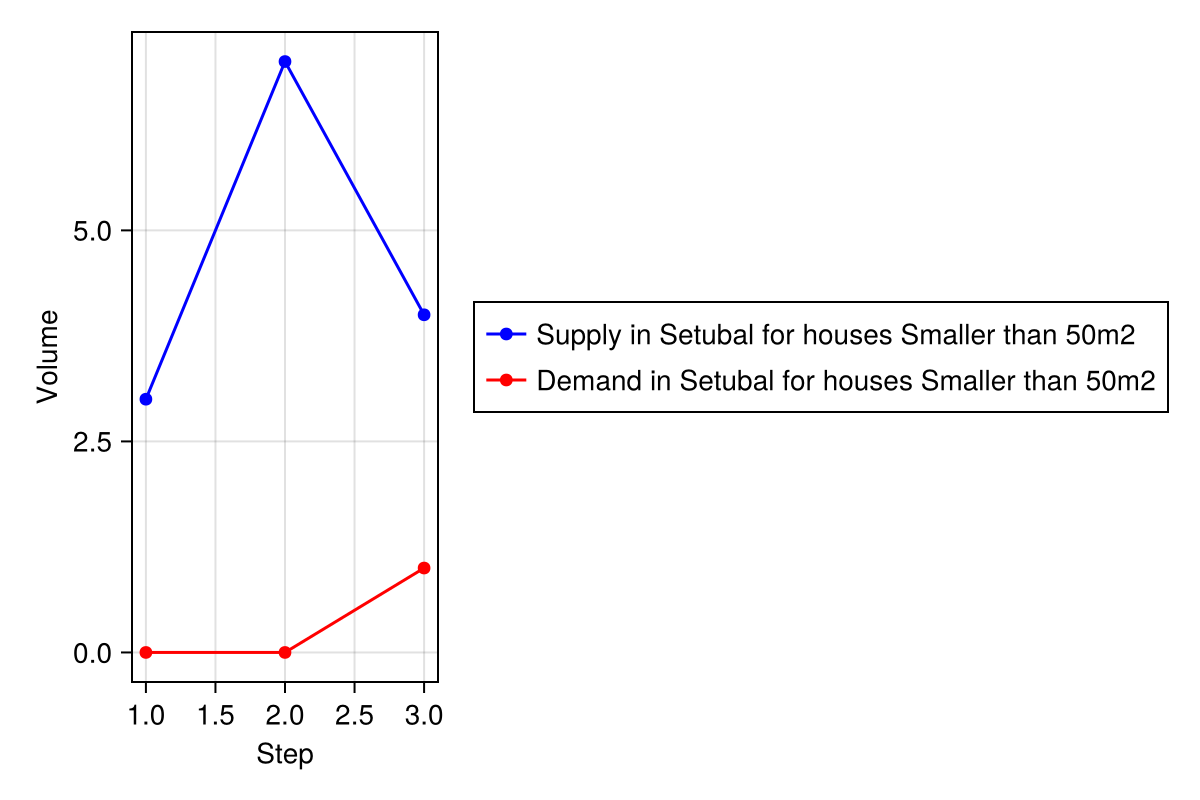 Volume
5.0
2.5
0.0
1.0 1.5 2.0 2.5 3.0
Step
Supply in Setubal for houses Smaller than 50m2
Demand in Setubal for houses Smaller than 50m2